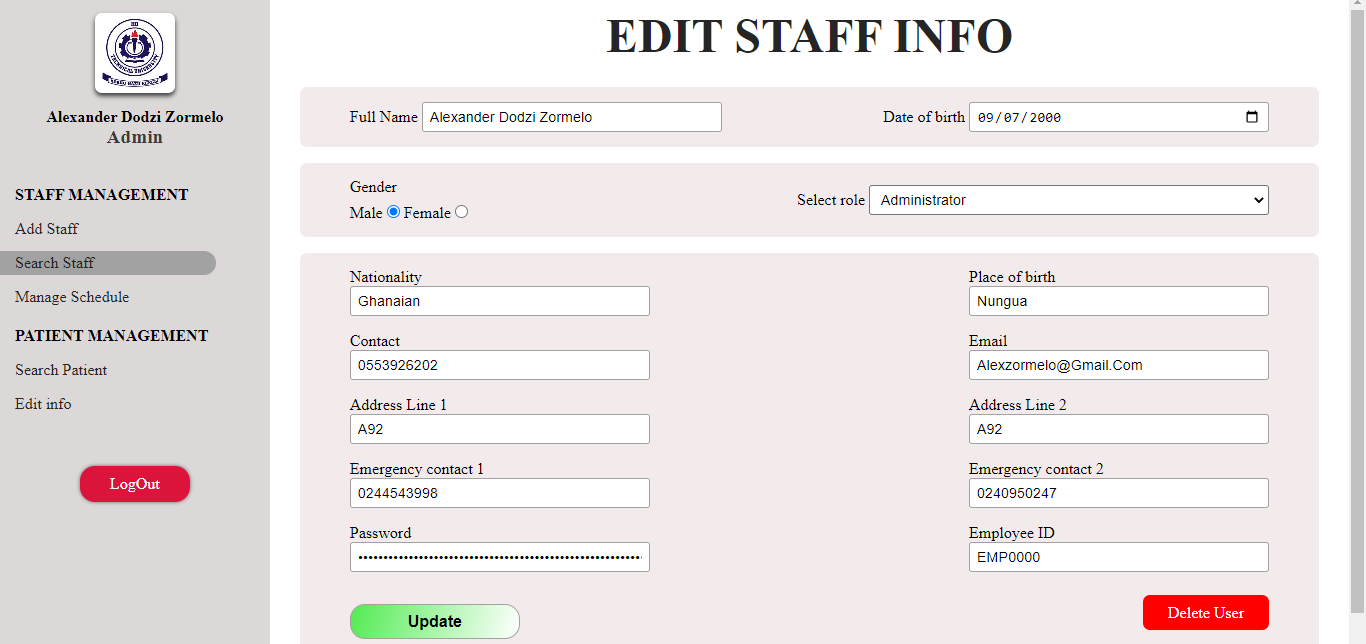 HO
TECHNICAL UNIVERSITY
Alexander Dodzi Zormelo
Admin
STAFF MANAGEMENT
Add Staff
Search Staff
Manage Schedule
PATIENT MANAGEMENT
Search Patient
Edit info
LogOut
EDIT STAFF INFO
Full Name Alexander Dodzi Zormelo
Date of birth 09/07/2000
Gender
Male Female
Select role Administrator
Nationality
Ghanaian
Place of birth
Nungua
Contact
0553926202
Email
Alexzormelo@Gmail.Com
Address Line 1
A92
Address Line 2
A92
Emergency contact 1
0244543998
Emergency contact 2
0240950247
Password
Employee ID
EMP0000
Update
Delete User